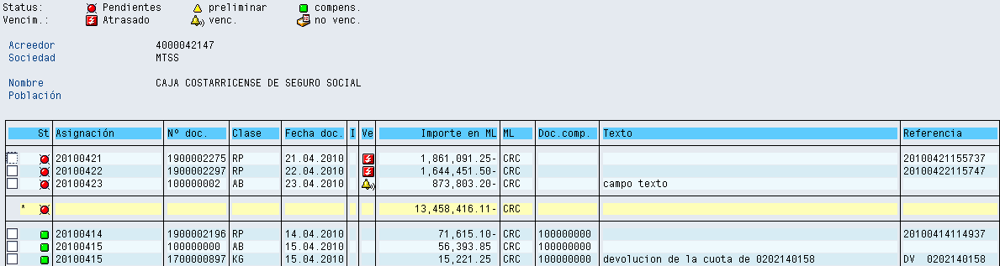 Status: Pendientes preliminar compens.
Vencim.: Atrasado venc. no venc.
Acreedor 4000042147
Sociedad MTSS
Nombre CAJA COSTARRICENSE DE SEGURO SOCIAL
Población
St Asignación Nº doc. Clase Fecha doc. I Ve Importe en ML ML Doc.comp. Texto Referencia
20100421 1900002275 RP 21.04.2010 1,861,091.25- CRC 20100421155737
20100422 1900002297 RP 22.04.2010 1,644,451.50- CRC 20100422115747
20100423 100000002 AB 23.04.2010 873,803.20- CRC campo texto
* 13,458,416.11- CRC
20100414 1900002196 RP 14.04.2010 71,615.10- CRC 100000000 20100414114937
20100415 100000000 AB 15.04.2010 56,393.85 CRC 100000000
20100415 1700000897 KG 15.04.2010 15,221.25 CRC 100000000 devolucion de la cuota de 0202140158 DV 0202140158